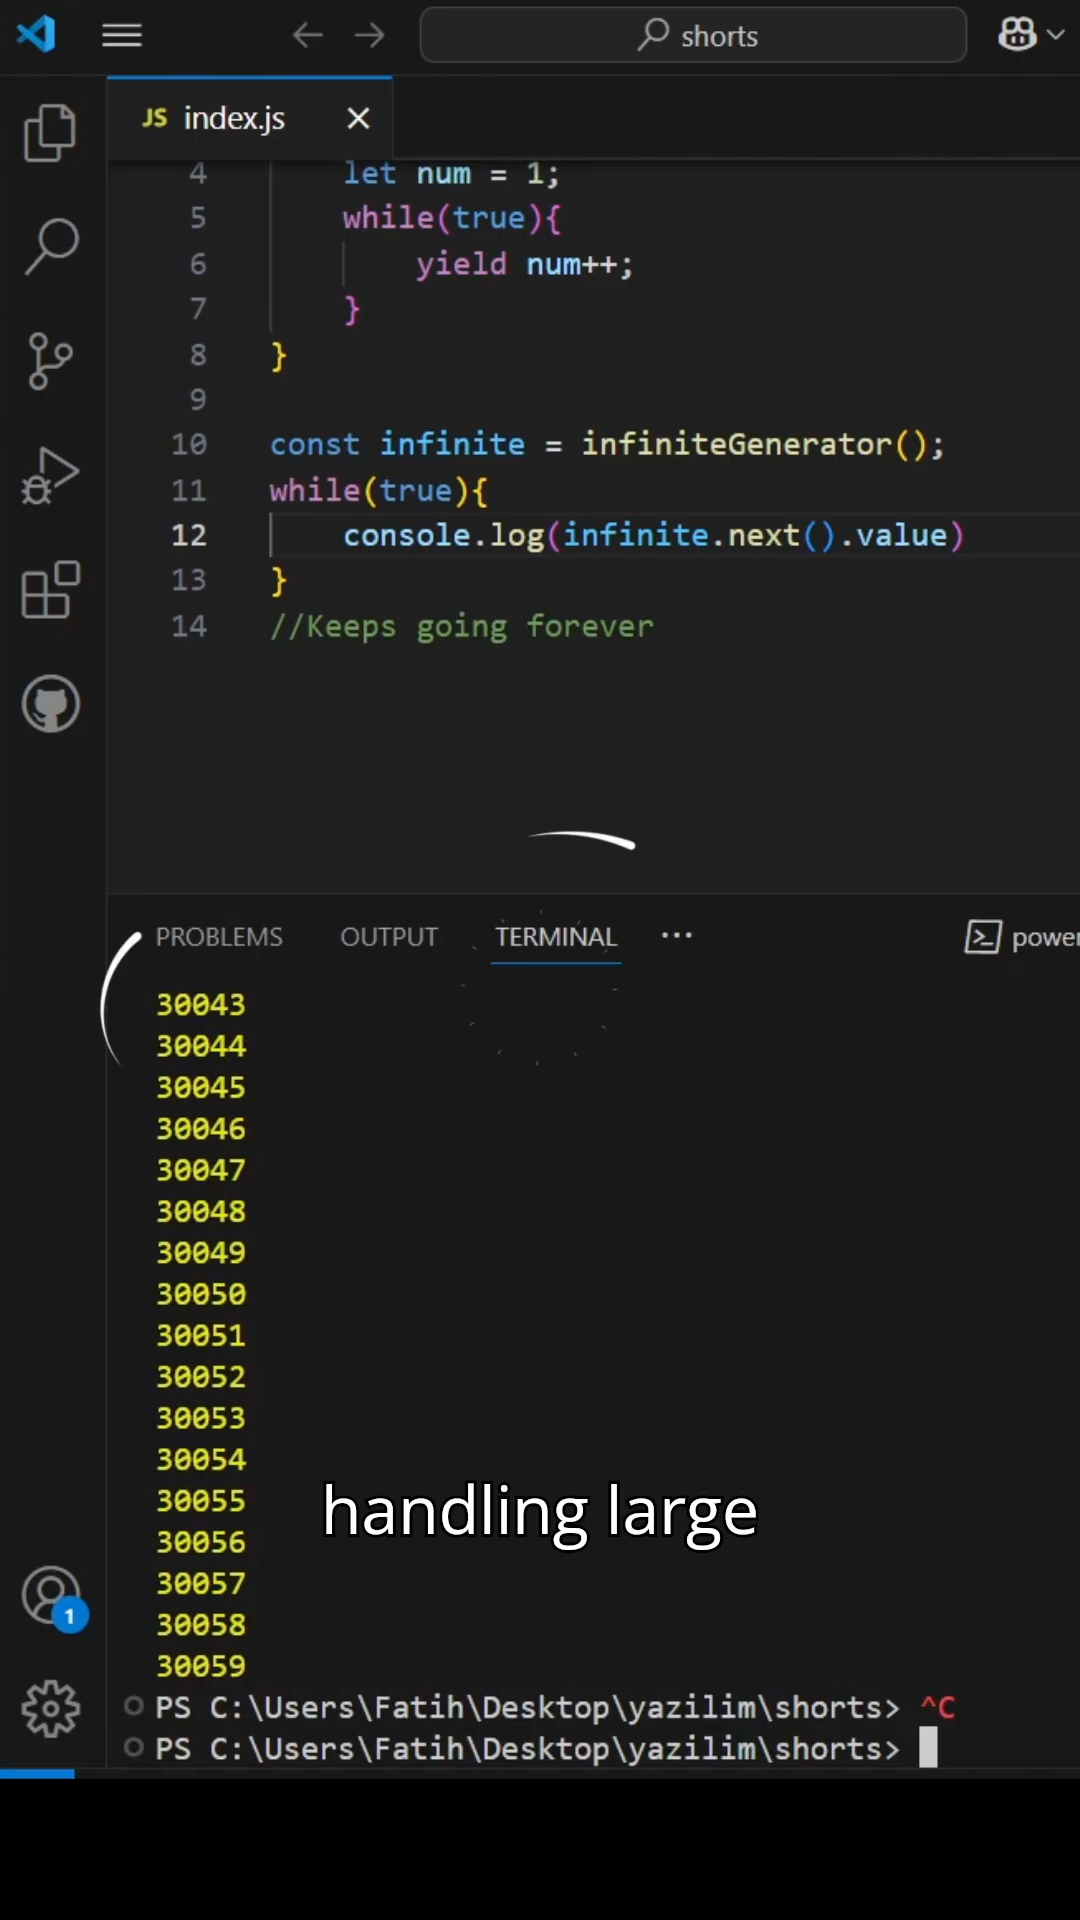 shorts
JS index.js
4 let num = 1;
5 while(true){
6 yield num++;
7 }
8 }
9
10 const infinite = infiniteGenerator();
11 while(true){
12 console.log(infinite.next().value)
13 }
14 //Keeps going forever
PROBLEMS OUTPUT TERMINAL ··· power
30043
30044
30045
30046
30047
30048
30049
30050
30051
30052
30053
30054
30055
handling large
30056
30057
30058
1
30059
PS C:\Users\Fatih\Desktop\yazilim\shorts> ^C
PS C:\Users\Fatih\Desktop\yazilim\shorts>